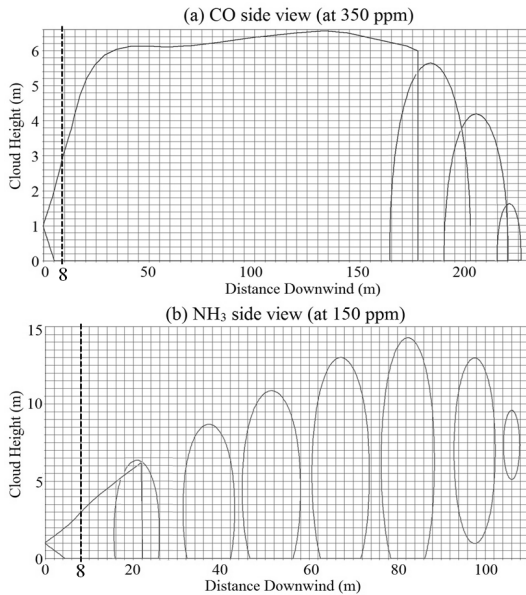 (a) CO side view (at 350 ppm)
Cloud Height (m)
6
5
4
3
2
1
0
0 8 50 100 150 200
Distance Downwind (m)
(b) NH₃ side view (at 150 ppm)
Cloud Height (m)
15
10
5
0
0 8 20 40 60 80 100
Distance Downwind (m)